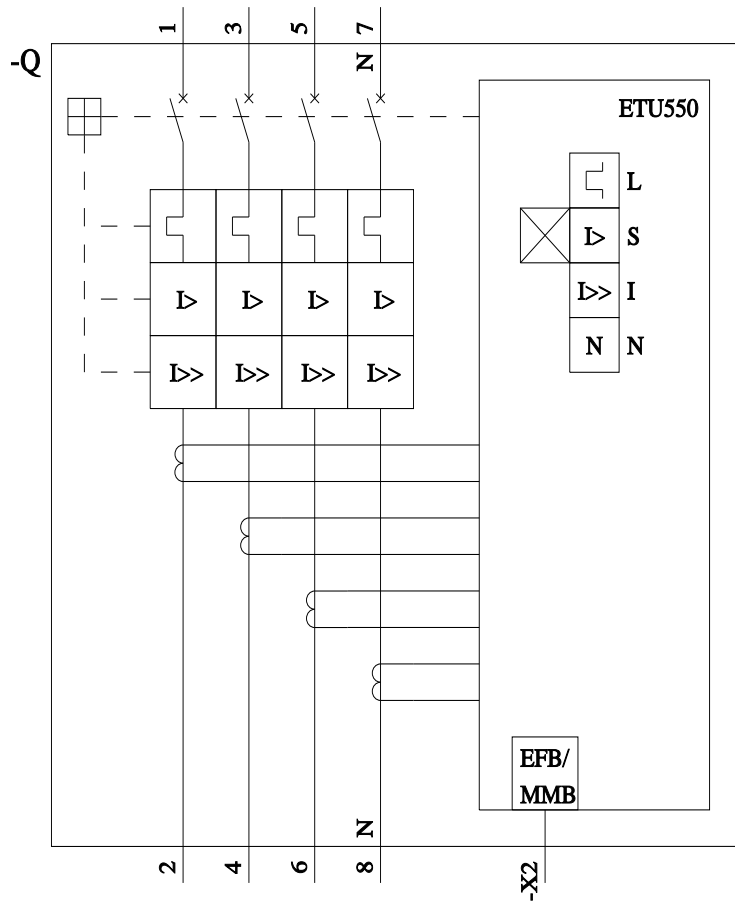 1 3 5 7
-Q N
ETU550
L
I> S
I> I> I> I> I>> I
N N
I>> I>> I>> I>>
EFB/
MMB
N
2 4 6 8 -X2